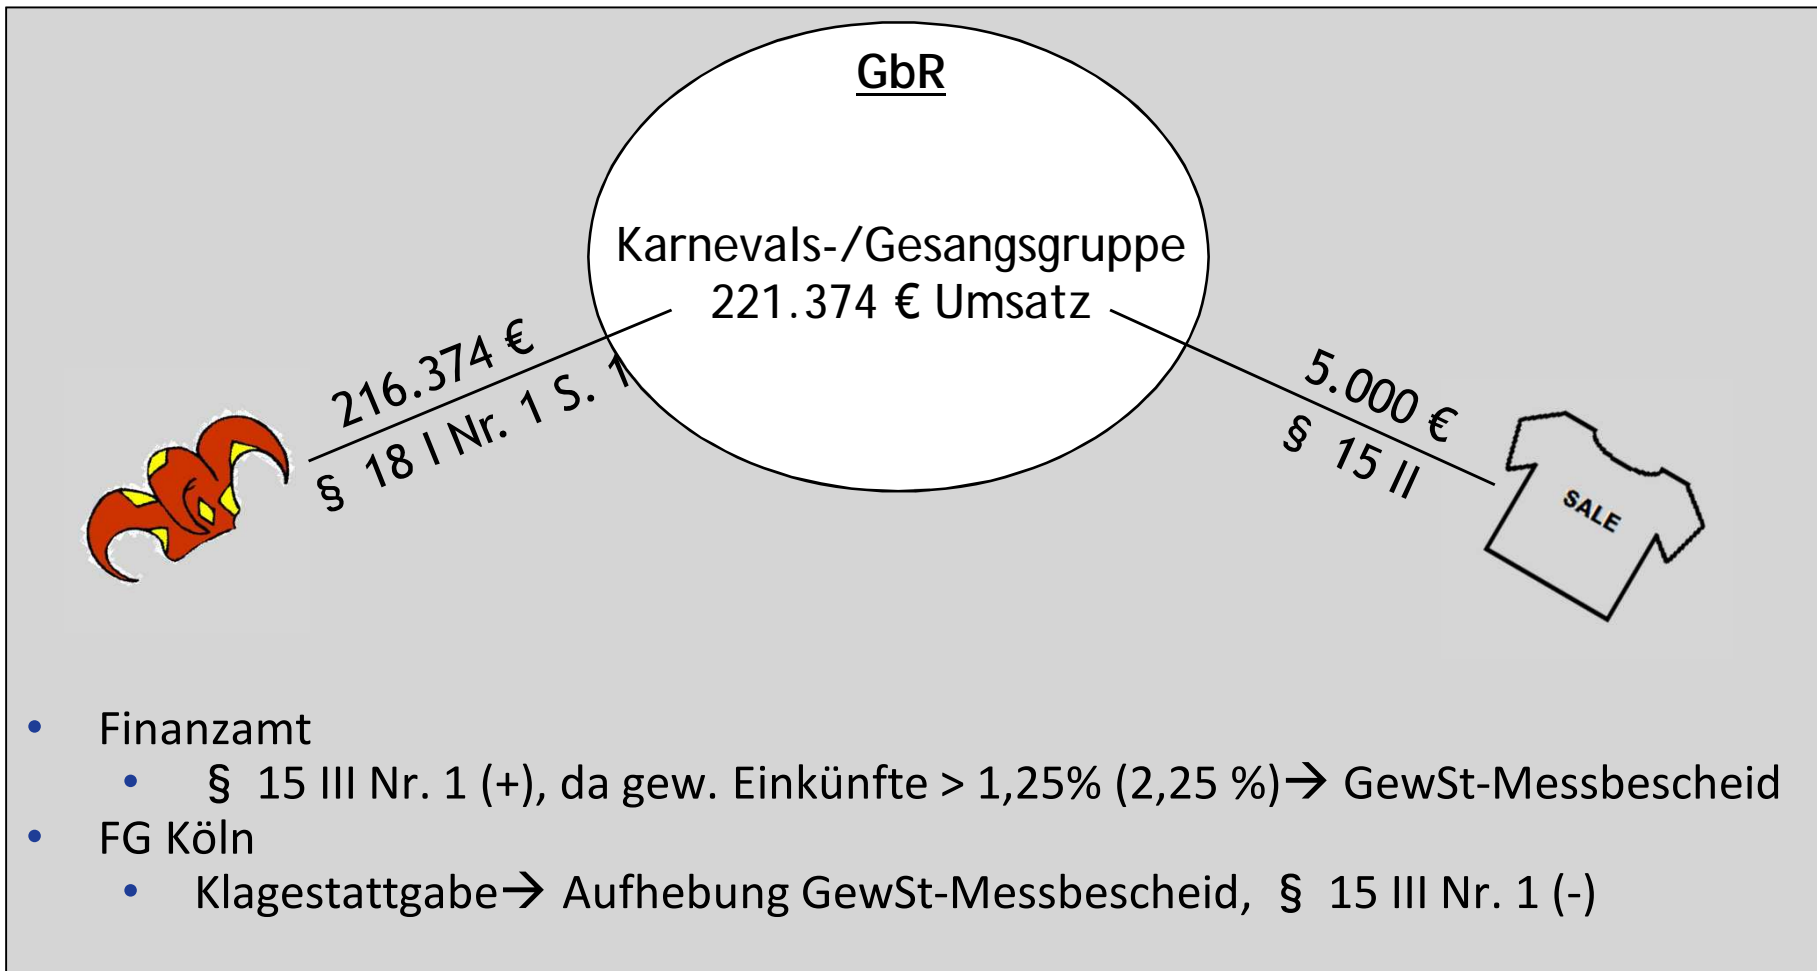 GbR
Karnevals-/Gesangsgruppe
221.374 € Umsatz
216.374 €
§ 18 I Nr. 1 S. 1
5.000 €
§ 15 II
SALE
• Finanzamt
• § 15 III Nr. 1 (+), da gew. Einkünfte > 1,25% (2,25 %)→ GewSt-Messbescheid
• FG Köln
• Klagestattgabe→ Aufhebung GewSt-Messbescheid, § 15 III Nr. 1 (-)